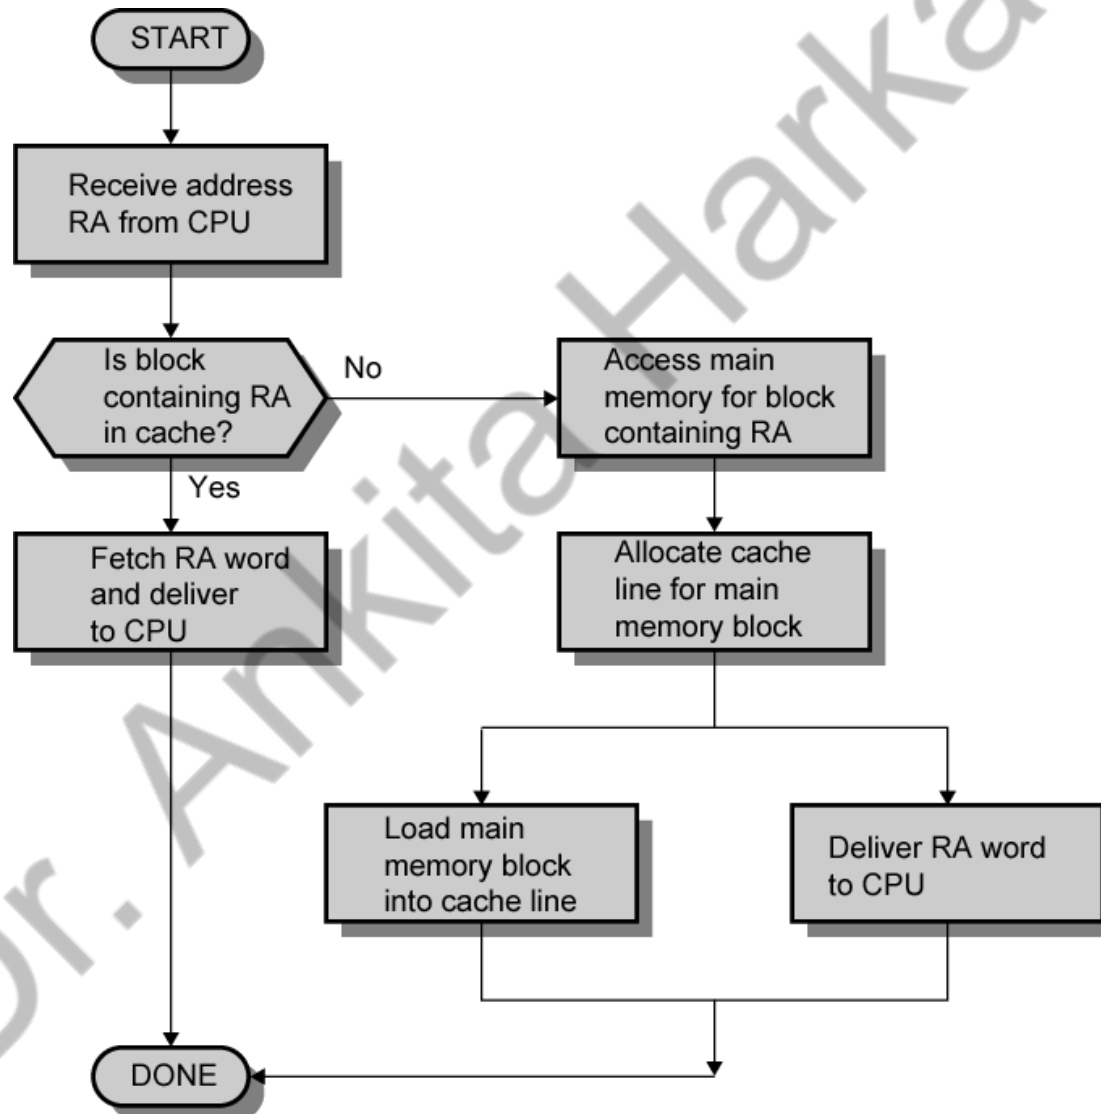 START
Receive address
RA from CPU
Is block
containing RA
in cache?
No
Yes
Access main
memory for block
containing RA
Fetch RA word
and deliver
to CPU
Allocate cache
line for main
memory block
Load main
memory block
into cache line
Deliver RA word
to CPU
DONE
Dr. Ankita Harka